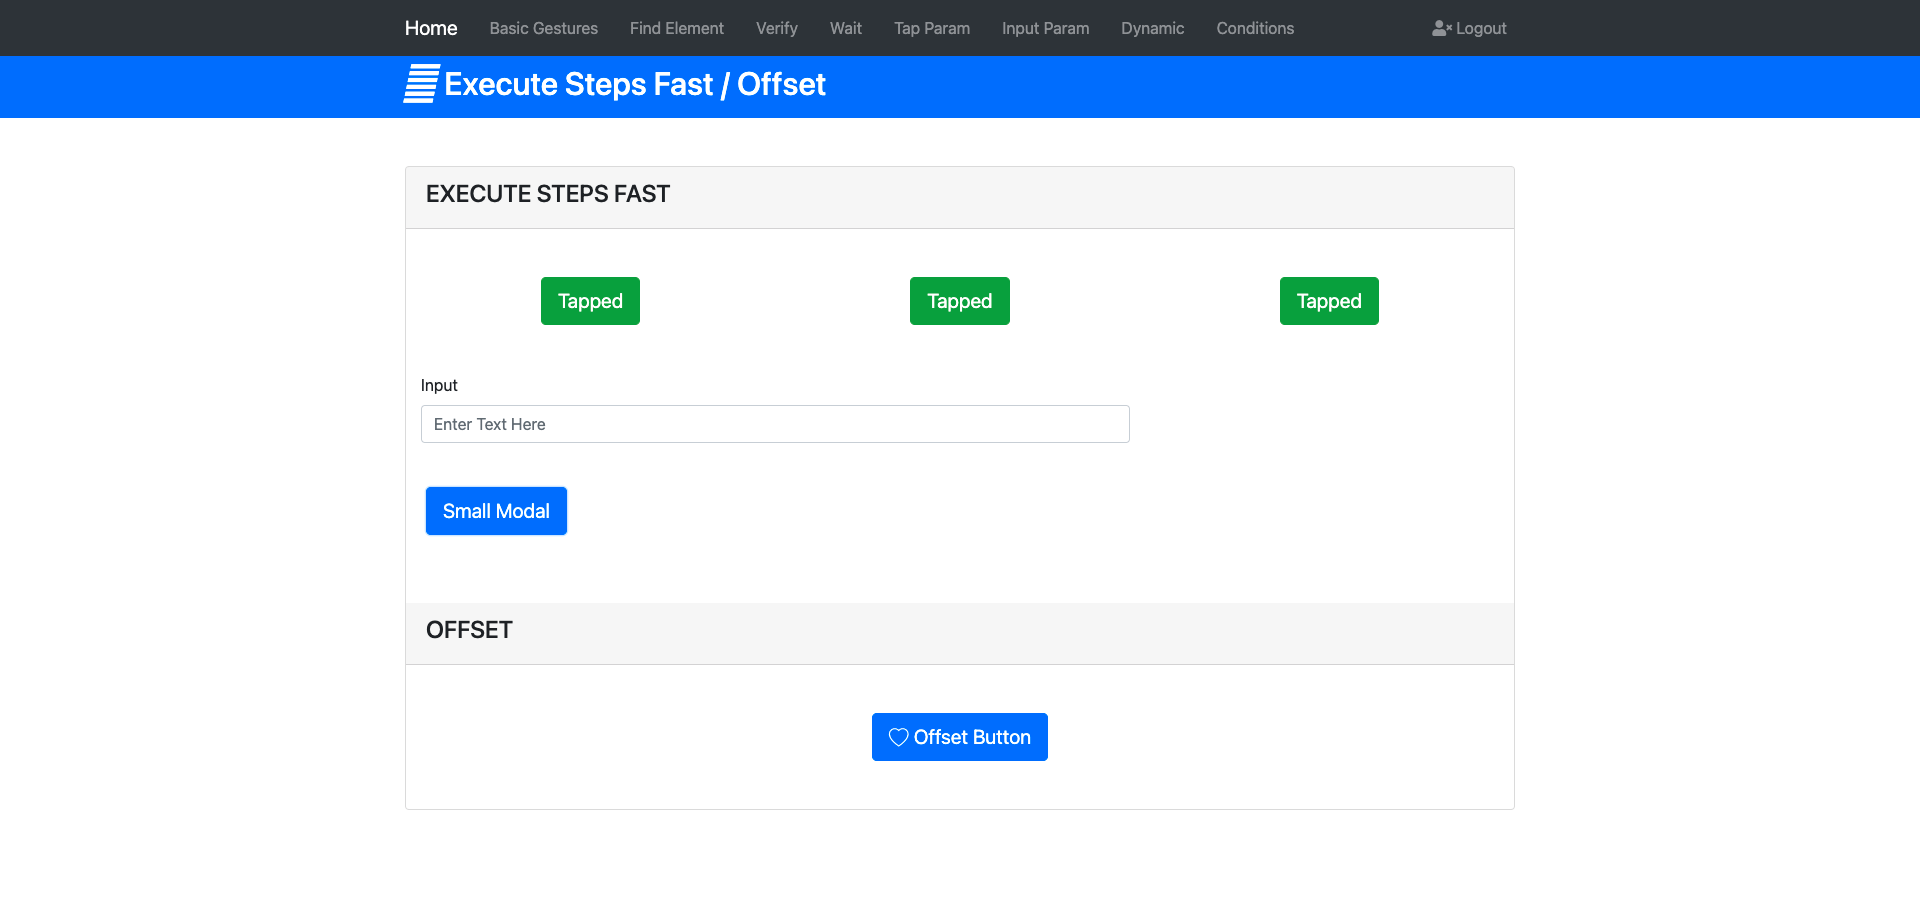 Home Basic Gestures Find Element Verify Wait Tap Param Input Param Dynamic Conditions Logout
Execute Steps Fast / Offset
EXECUTE STEPS FAST
Tapped Tapped Tapped
Input
Enter Text Here
Small Modal
OFFSET
Offset Button